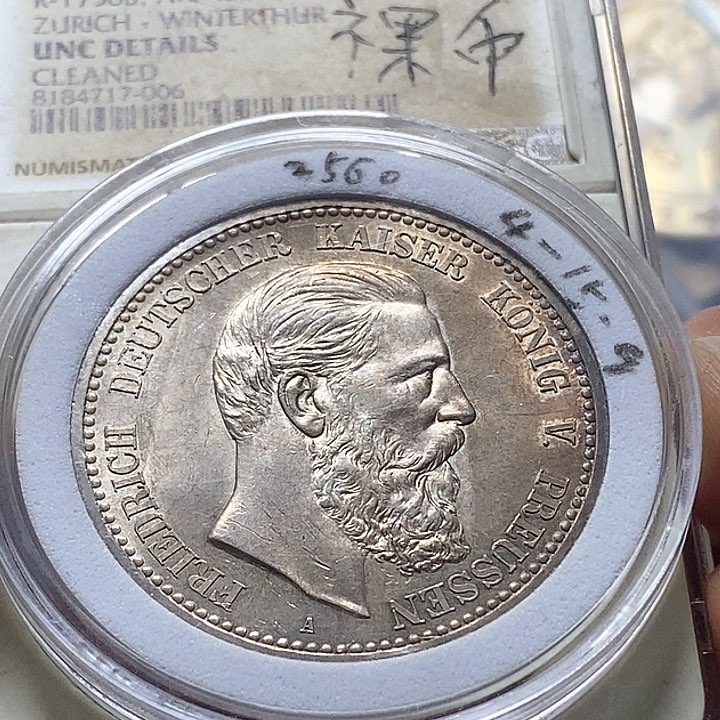 ZURICH - WINTERTHUR
UNC DETAILS
CLEANED
8184717-006
裸币
NUMISMAT
2560
4-15-9
FRIEDRICH DEUTSCHER KAISER KÖNIG V. PREUSSEN
A